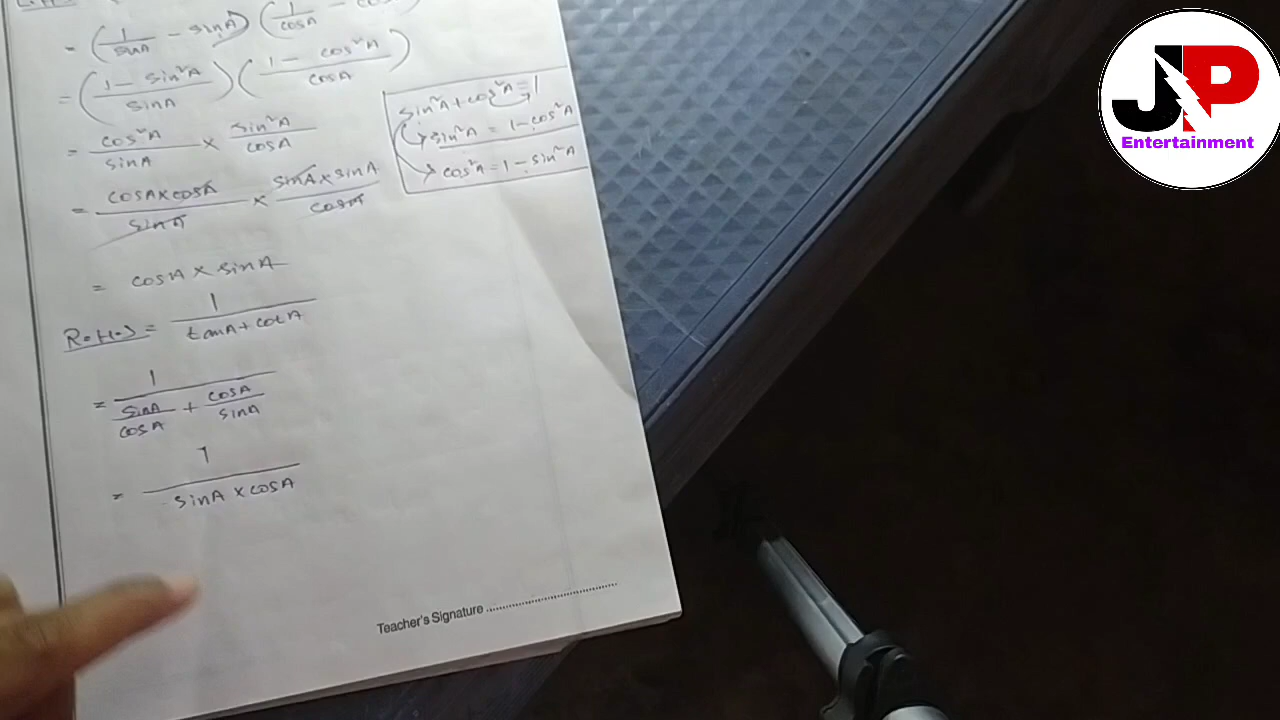 = (1/sinA - sinA) (1/cosA -
= (1 - sin²A / sinA) (1 - cos²A / cosA)
= cos²A / sinA × sin²A / cosA
= cosA×cosA / sinA × sinA×sinA / cosA
= cosA × sinA
R.H.S = 1 / tanA + cotA
= 1 / sinA/cosA + cosA/sinA
= 1 / sinA × cosA
sin²A + cos²A = 1
sin²A = 1 - cos²A
cos²A = 1 - sin²A
Teacher's Signature
JP
Entertainment